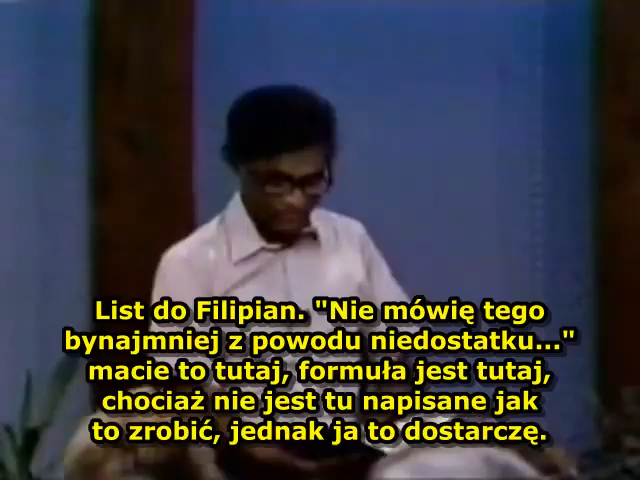 List do Filipian. "Nie mówię tego
bynajmniej z powodu niedostatku..."
macie to tutaj, formuła jest tutaj,
chociaż nie jest tu napisane jak
to zrobić, jednak ja to dostarczę.